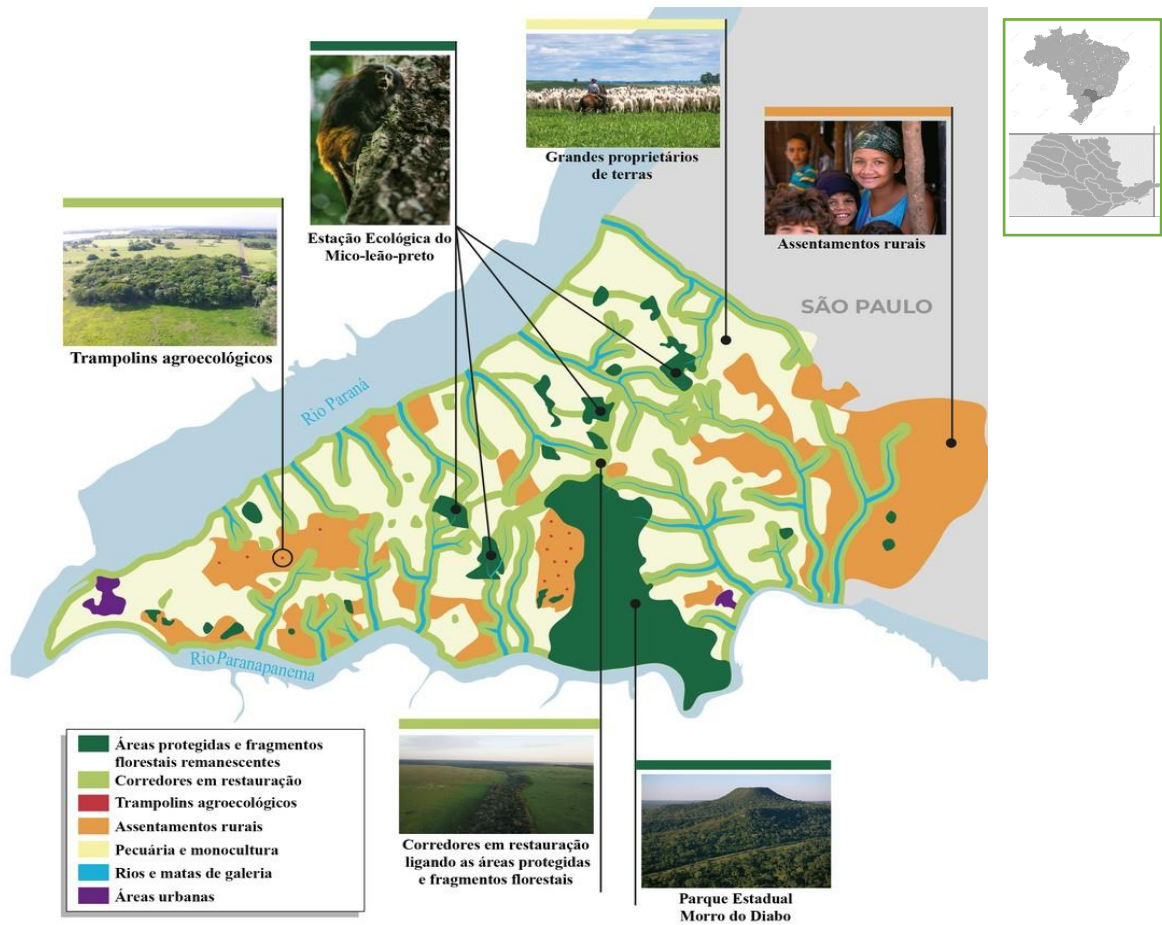 Grandes proprietários
de terras
Assentamentos rurais
Estação Ecológica do
Mico-leão-preto
Trampolins agroecológicos
SÃO PAULO
Rio Paraná
Rio Paranapanema
Áreas protegidas e fragmentos
florestais remanescentes
Corredores em restauração
Trampolins agroecológicos
Assentamentos rurais
Pecuária e monocultura
Rios e matas de galeria
Áreas urbanas
Corredores em restauração
ligando as áreas protegidas
e fragmentos florestais
Parque Estadual
Morro do Diabo